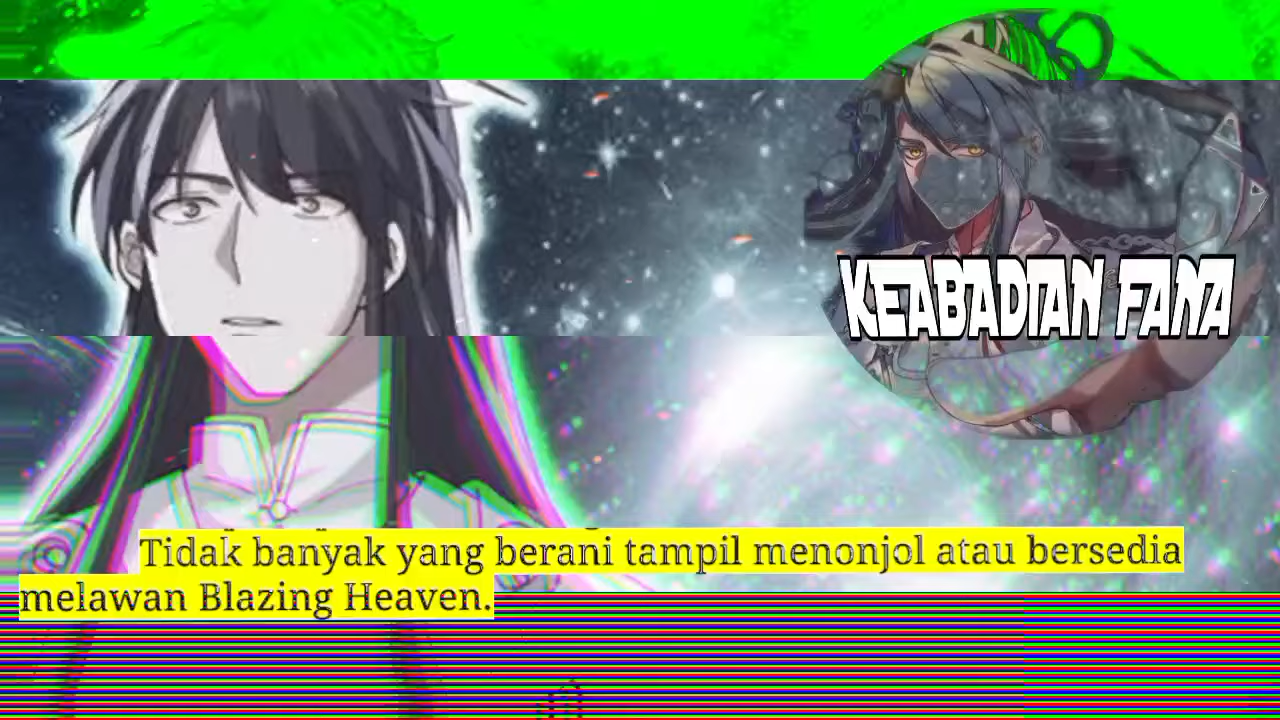 KEABADIAN FANA
Tidak banyak yang berani tampil menonjol atau bersedia
melawan Blazing Heaven.